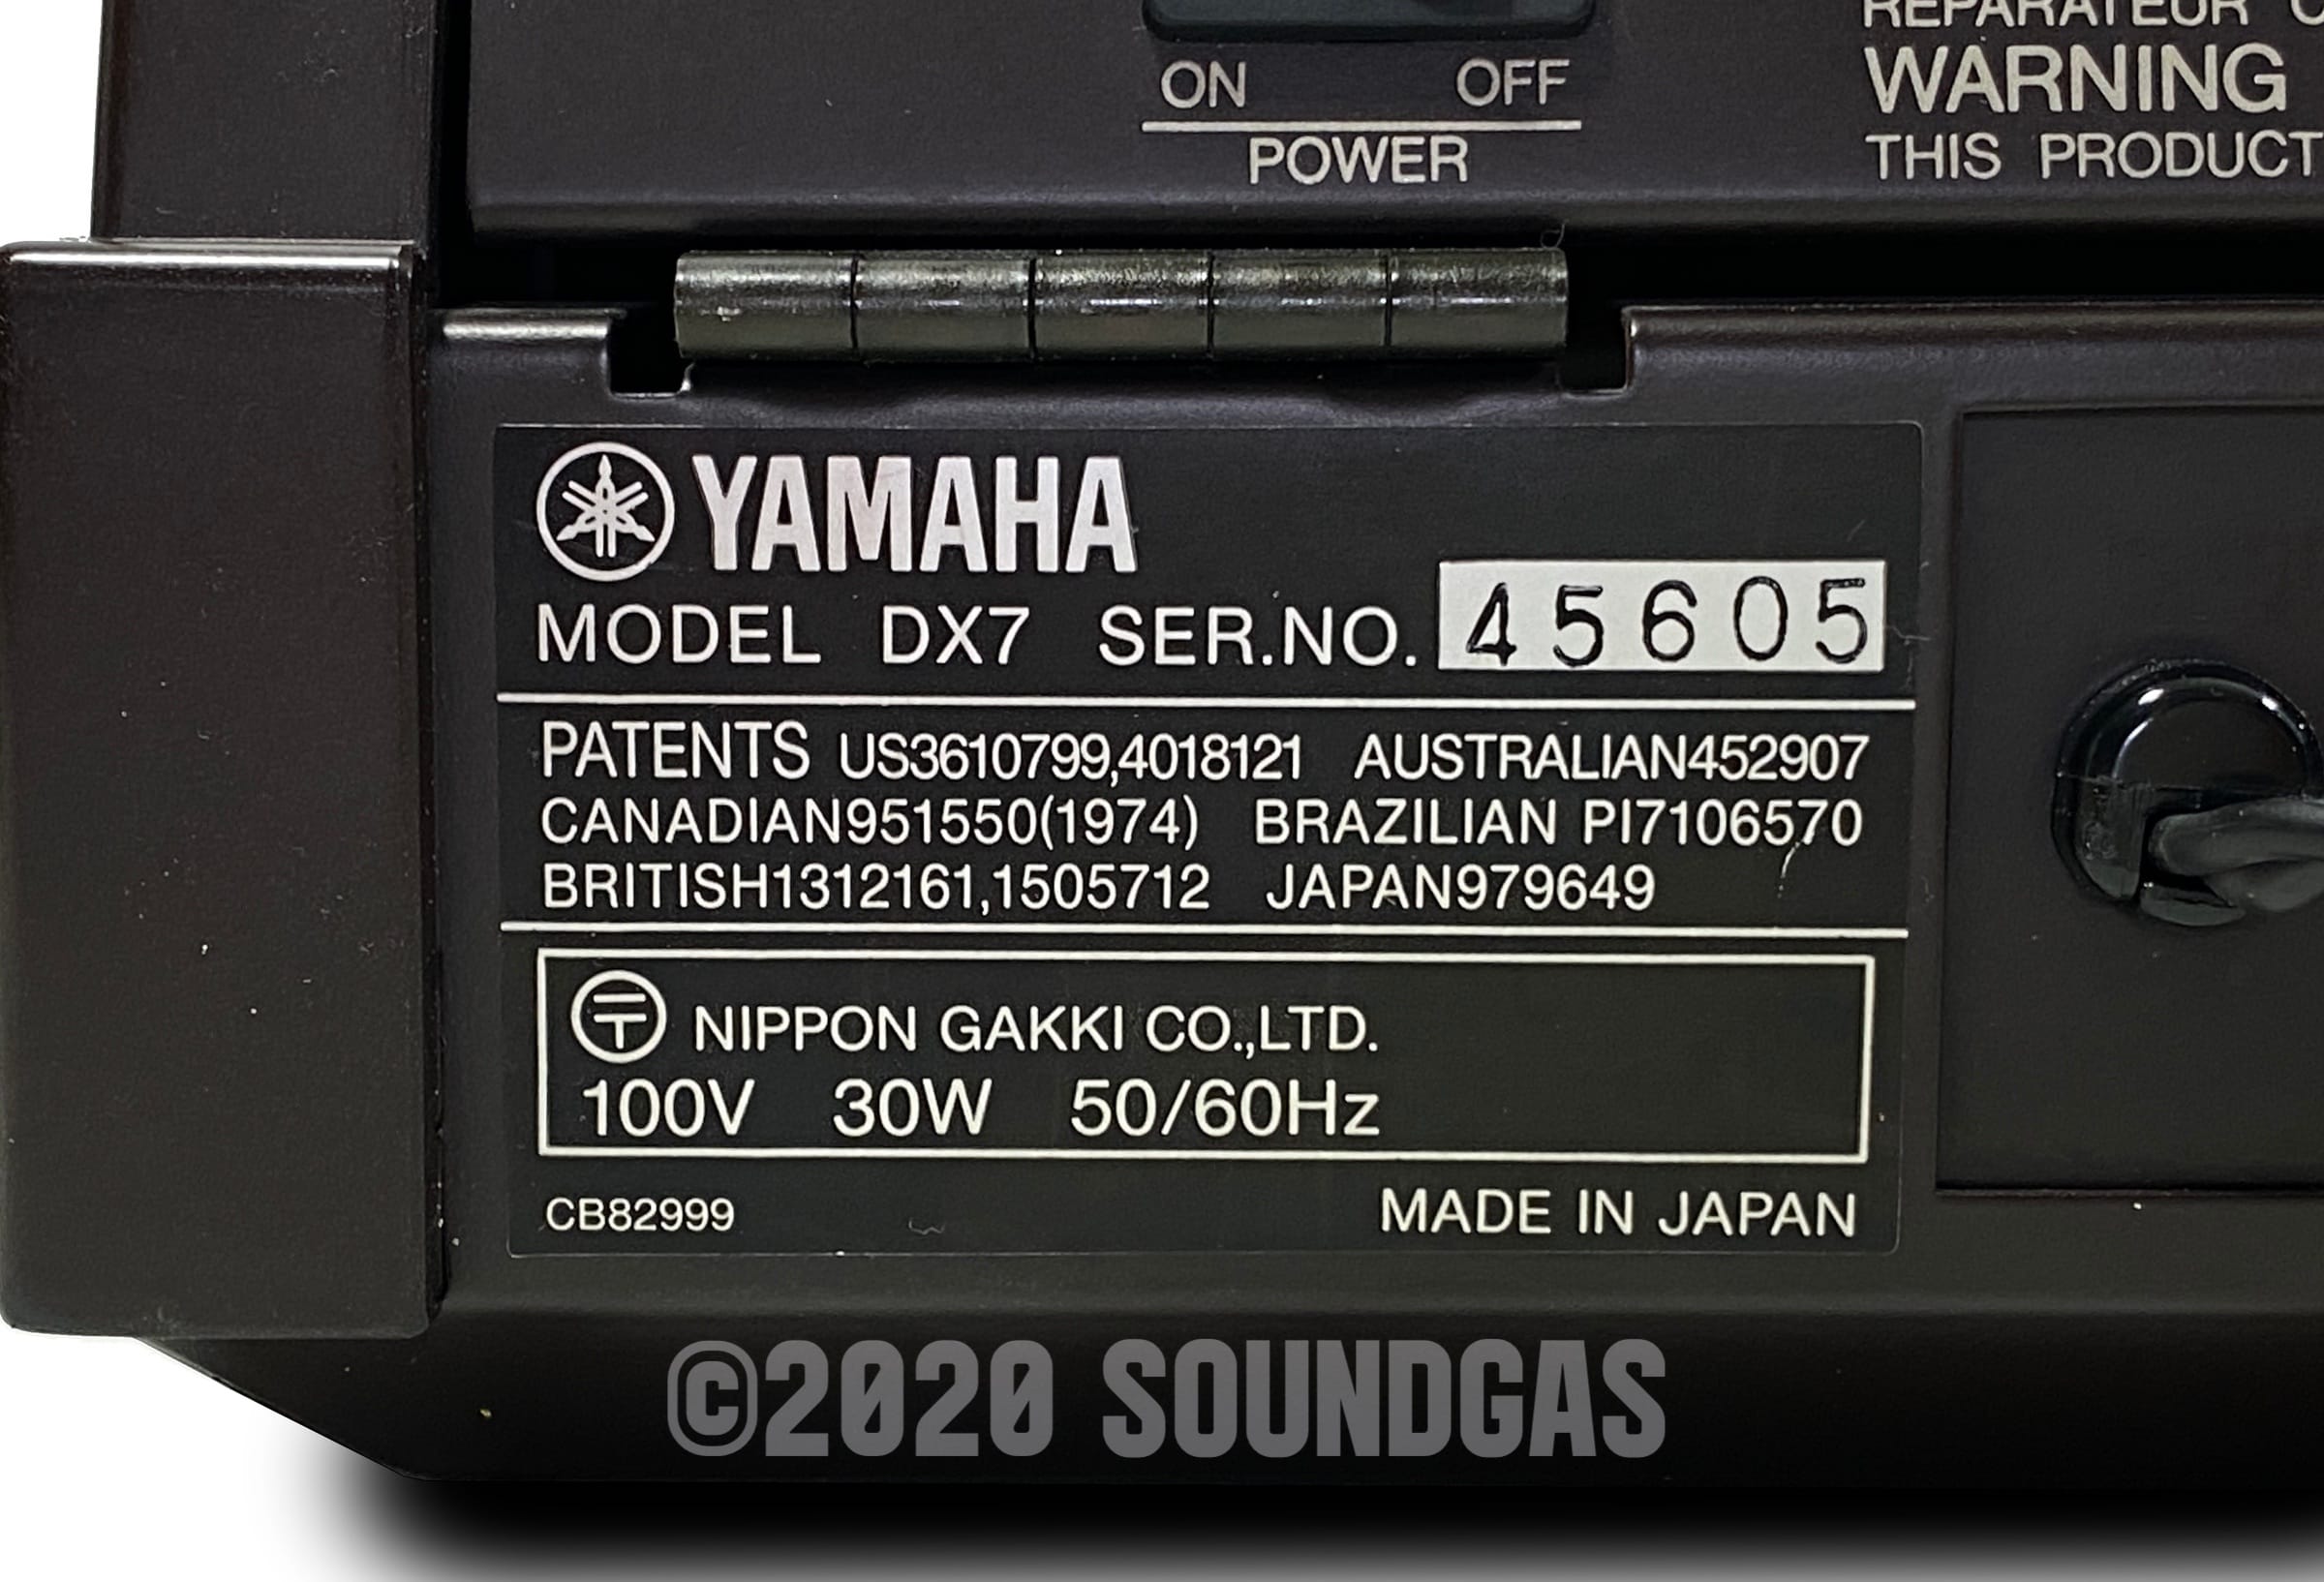 REPARATEUR
ON OFF
WARNING
POWER
THIS PRODUCT
YAMAHA
MODEL DX7 SER.NO. 45605
PATENTS US3610799,4018121 AUSTRALIAN452907
CANADIAN951550(1974) BRAZILIAN PI7106570
BRITISH1312161,1505712 JAPAN979649
NIPPON GAKKI CO.,LTD.
100V 30W 50/60Hz
CB82999 MADE IN JAPAN
©2020 SOUNDGAS